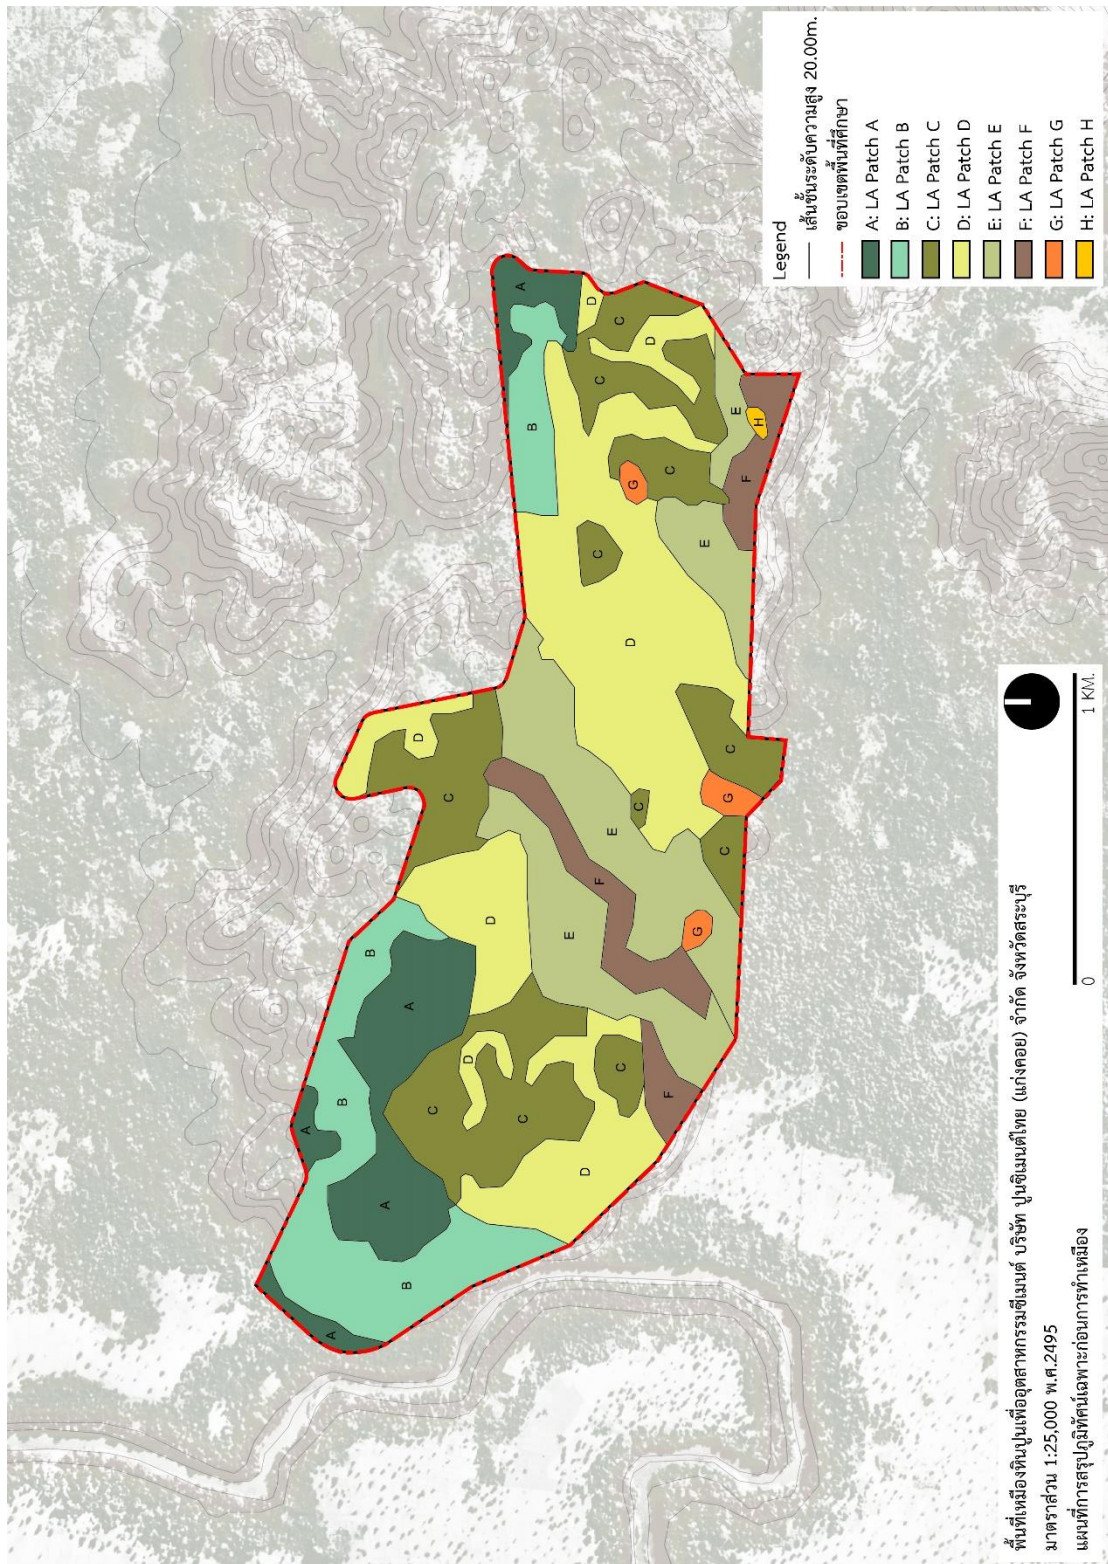 A
A
B
B
A
B
A
D
C
C
D
D
A
C
B
E
D
D
C
C
F
E
C
C
D
G
C
D
F
C
G
E
C
G
C
E
F
H
Legend
เส้นชั้นระดับความสูง 20.00m.
ขอบเขตพื้นที่ศึกษา
A: LA Patch A
B: LA Patch B
C: LA Patch C
D: LA Patch D
E: LA Patch E
F: LA Patch F
G: LA Patch G
H: LA Patch H
พื้นที่เหมืองหินปูนเพื่ออุตสาหกรรมซีเมนต์ บริษัท ปูนซิเมนต์ไทย (แก่งคอย) จำกัด จังหวัดสระบุรี
มาตราส่วน 1:25,000 พ.ศ.2495
แผนที่การสรุปภูมิทัศน์เฉพาะก่อนการทำเหมือง
0 1 KM.